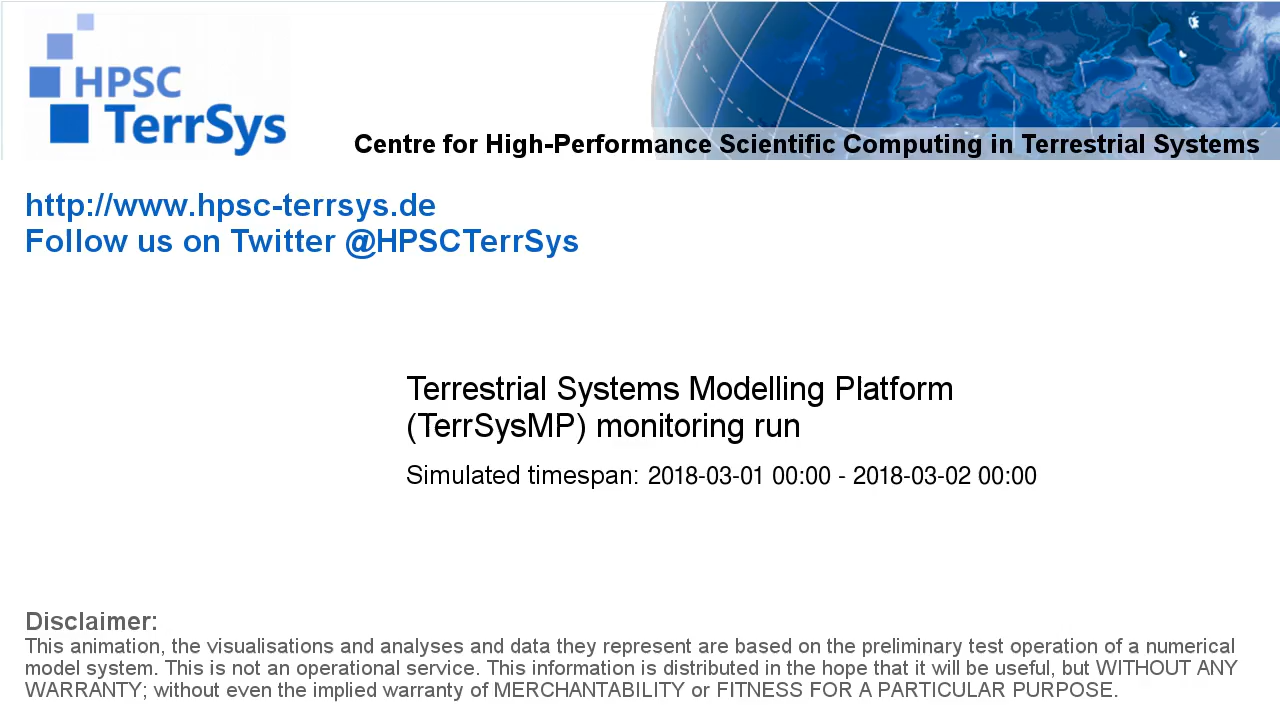 HPSC
TerrSys
Centre for High-Performance Scientific Computing in Terrestrial Systems
http://www.hpsc-terrsys.de
Follow us on Twitter @HPSCTerrSys
Terrestrial Systems Modelling Platform
(TerrSysMP) monitoring run
Simulated timespan: 2018-03-01 00:00 - 2018-03-02 00:00
Disclaimer:
This animation, the visualisations and analyses and data they represent are based on the preliminary test operation of a numerical
model system. This is not an operational service. This information is distributed in the hope that it will be useful, but WITHOUT ANY
WARRANTY; without even the implied warranty of MERCHANTABILITY or FITNESS FOR A PARTICULAR PURPOSE.